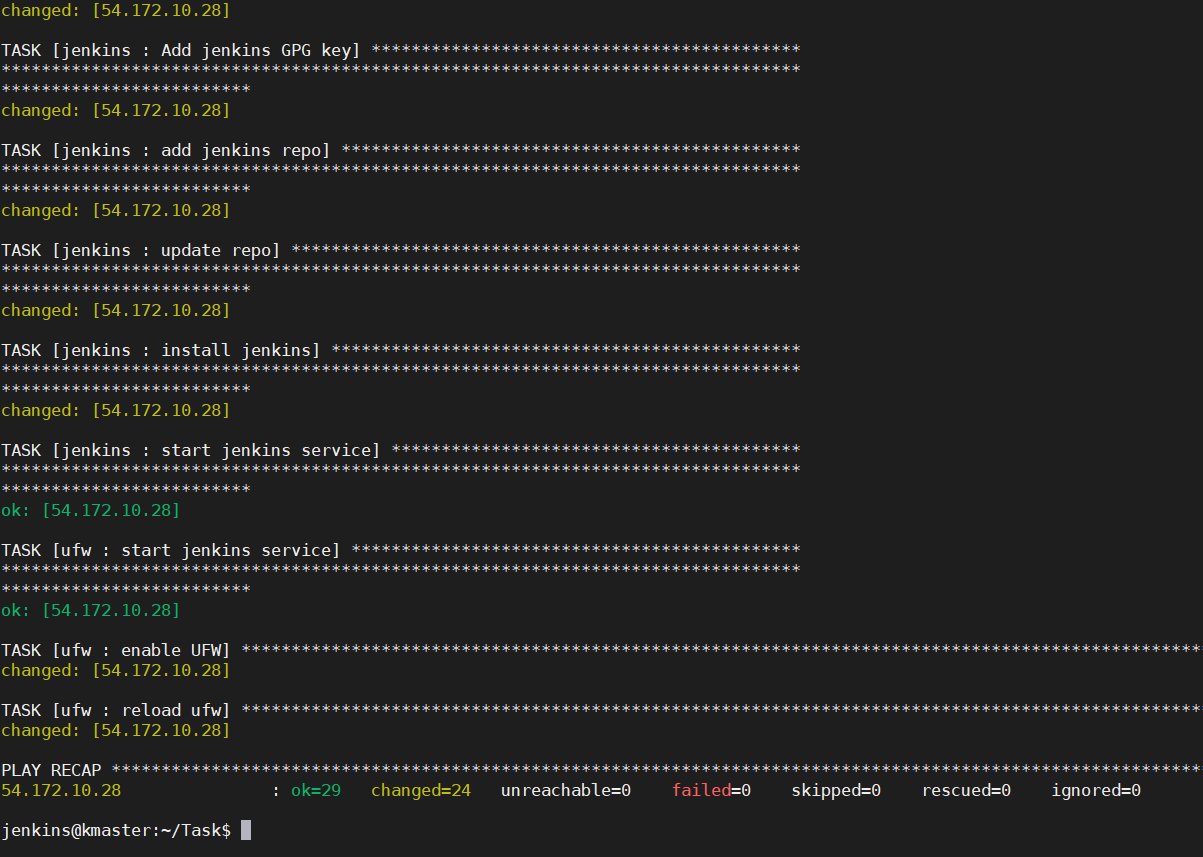 changed: [54.172.10.28]
TASK [jenkins : Add jenkins GPG key] *******************************************
********************************************************************************
*************************
changed: [54.172.10.28]
TASK [jenkins : add jenkins repo] **********************************************
********************************************************************************
*************************
changed: [54.172.10.28]
TASK [jenkins : update repo] ***************************************************
********************************************************************************
*************************
changed: [54.172.10.28]
TASK [jenkins : install jenkins] ***********************************************
********************************************************************************
*************************
changed: [54.172.10.28]
TASK [jenkins : start jenkins service] *****************************************
********************************************************************************
*************************
ok: [54.172.10.28]
TASK [ufw : start jenkins service] *********************************************
********************************************************************************
*************************
ok: [54.172.10.28]
TASK [ufw : enable UFW] *************************************************************************************************
changed: [54.172.10.28]
TASK [ufw : reload ufw] *************************************************************************************************
changed: [54.172.10.28]
PLAY RECAP **************************************************************************************************************
54.172.10.28               : ok=29   changed=24   unreachable=0    failed=0    skipped=0    rescued=0    ignored=0
jenkins@kmaster:~/Task$